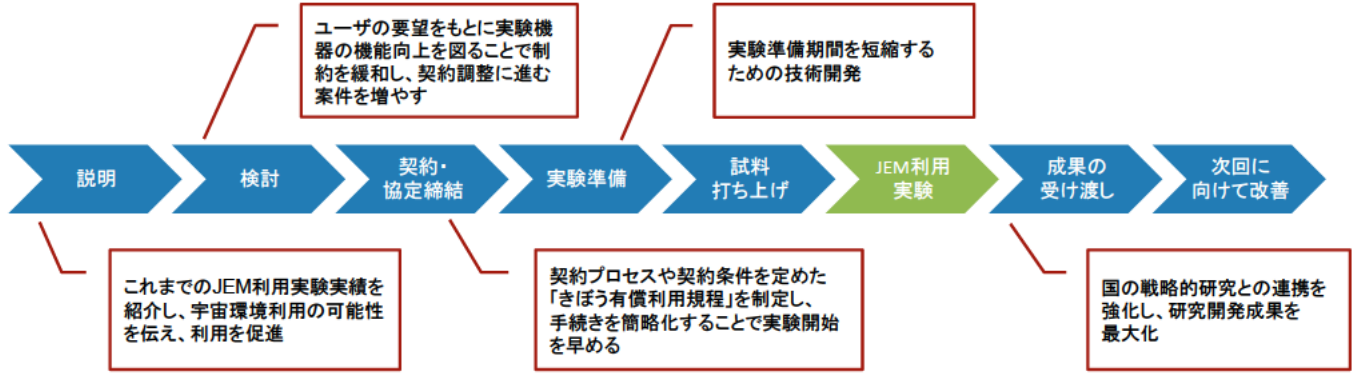 ユーザの要望をもとに実験機
器の機能向上を図ることで制
約を緩和し、契約調整に進む
案件を増やす
実験準備期間を短縮する
ための技術開発
説明
検討
契約・
協定締結
実験準備
試料
打ち上げ
JEM利用
実験
成果の
受け渡し
次回に
向けて改善
これまでのJEM利用実験実績を
紹介し、宇宙環境利用の可能性
を伝え、利用を促進
契約プロセスや契約条件を定めた
「きぼう有償利用規程」を制定し、
手続きを簡略化することで実験開始
を早める
国の戦略的研究との連携を
強化し、研究開発成果を
最大化